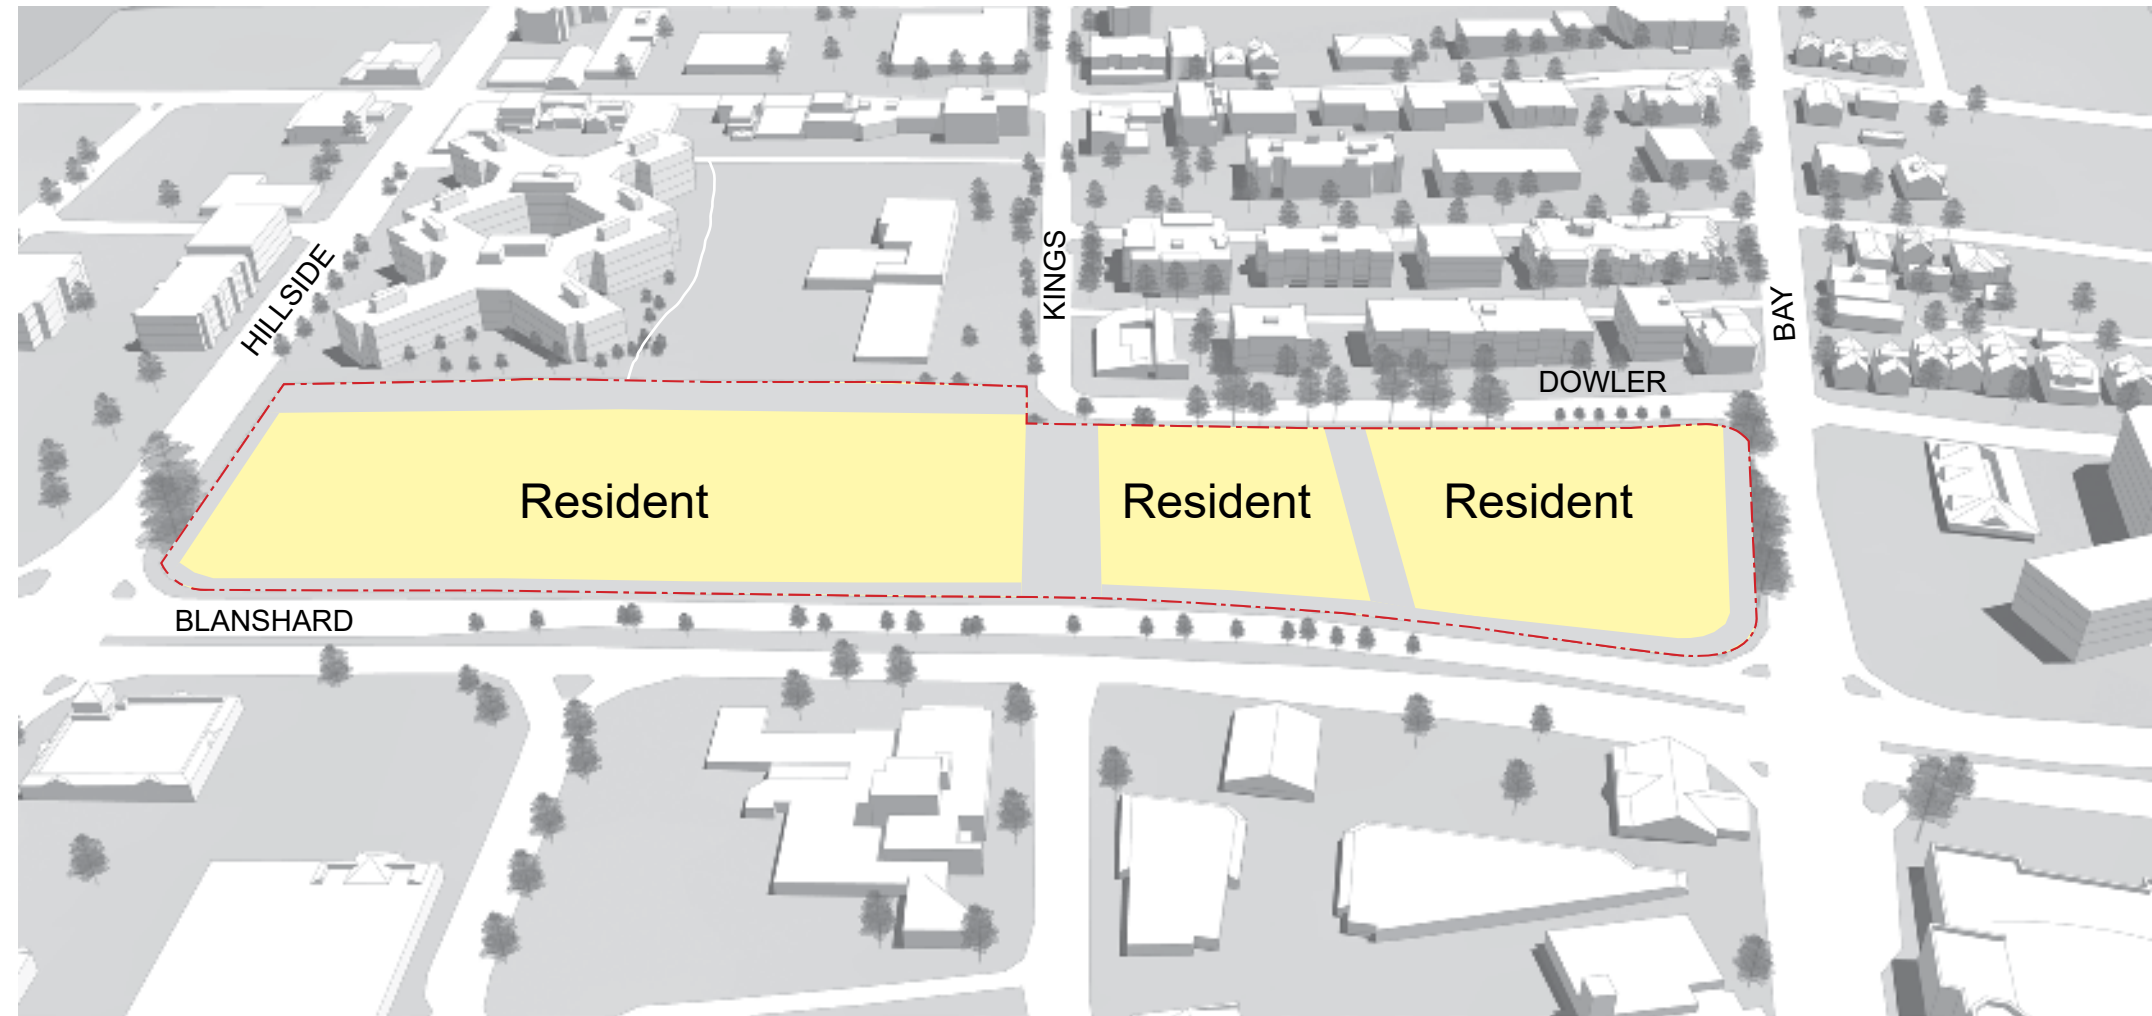 HILLSIDE
KINGS
BAY
DOWLER
Resident
Resident
Resident
BLANSHARD